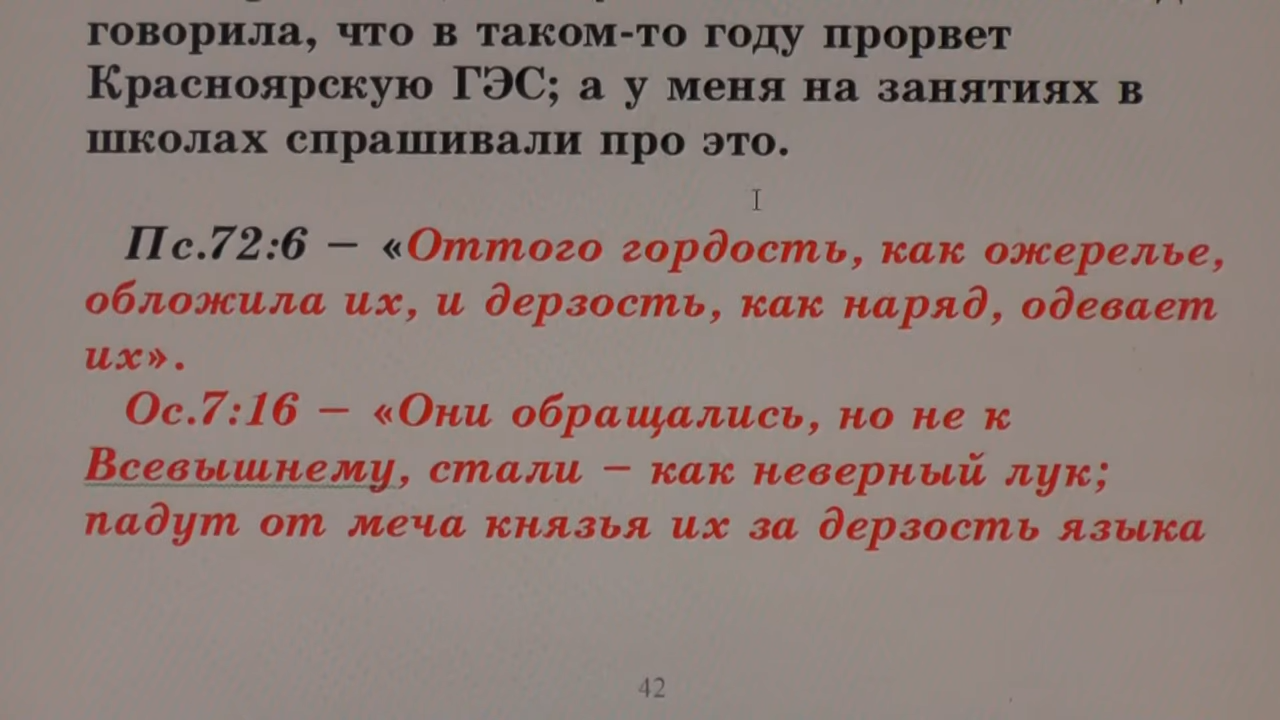 говорила, что в таком-то году прорвет
Красноярскую ГЭС; а у меня на занятиях в
школах спрашивали про это.
Пс.72:6 – «Оттого гордость, как ожерелье,
обложила их, и дерзость, как наряд, одевает
их».
Ос.7:16 – «Они обращались, но не к
Всевышнему, стали – как неверный лук;
падут от меча князья их за дерзость языка
42